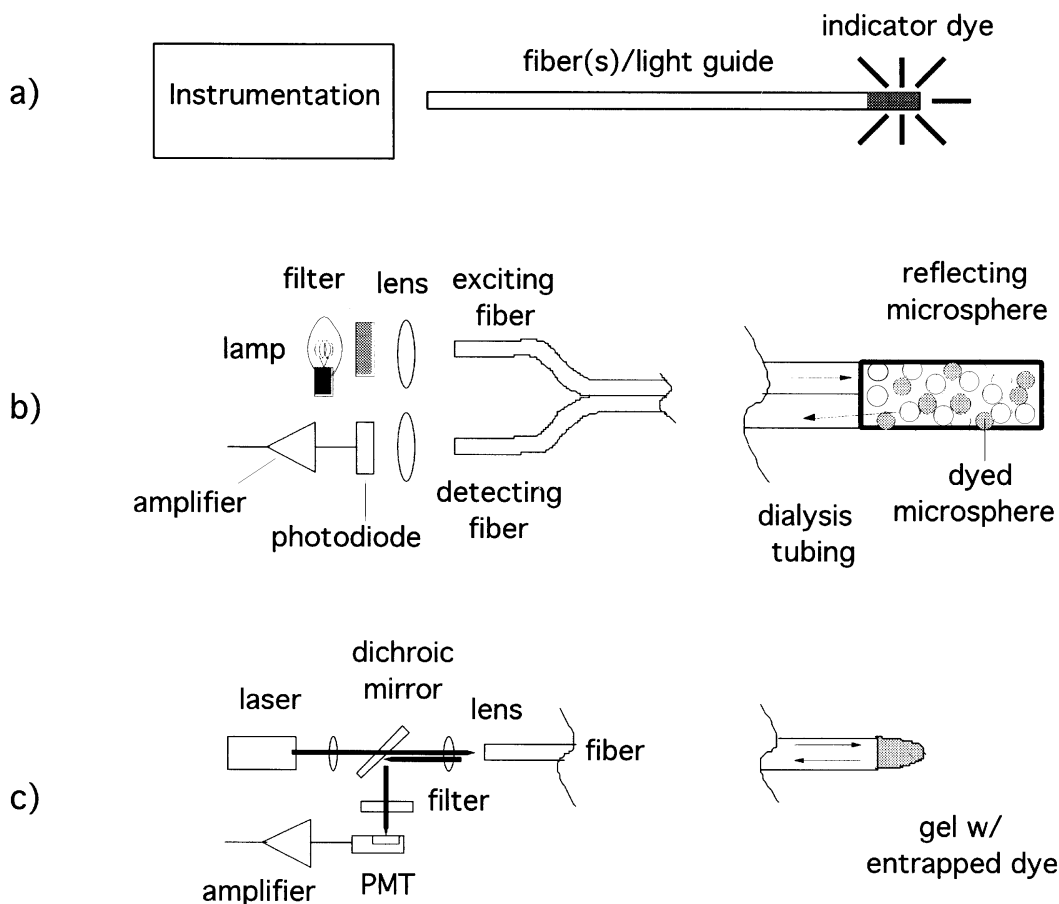 a)
Instrumentation
fiber(s)/light guide
indicator dye
b)
filter
lens
exciting
fiber
lamp
amplifier
photodiode
detecting
fiber
reflecting
microsphere
dialysis
tubing
dyed
microsphere
c)
laser
dichroic
mirror
lens
fiber
filter
amplifier
PMT
gel w/
entrapped dye